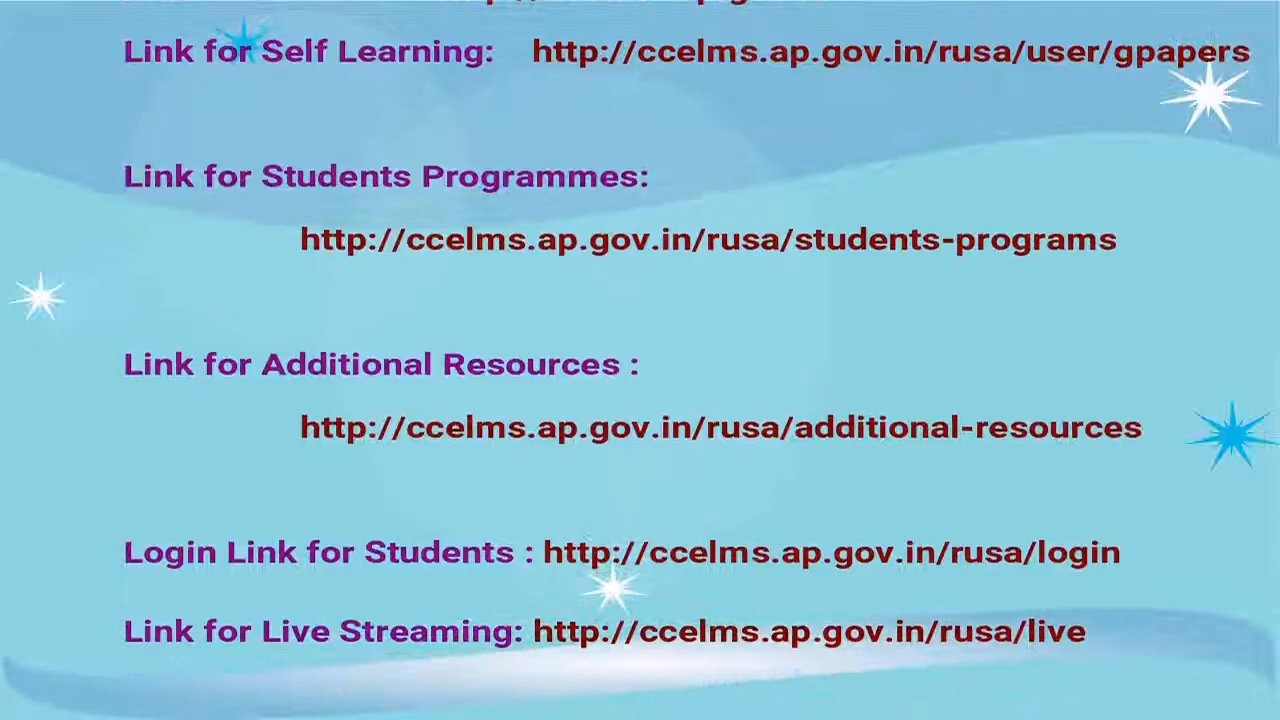 Link for Self Learning: http://ccelms.ap.gov.in/rusa/user/gpapers
Link for Students Programmes:
http://ccelms.ap.gov.in/rusa/students-programs
Link for Additional Resources :
http://ccelms.ap.gov.in/rusa/additional-resources
Login Link for Students : http://ccelms.ap.gov.in/rusa/login
Link for Live Streaming: http://ccelms.ap.gov.in/rusa/live